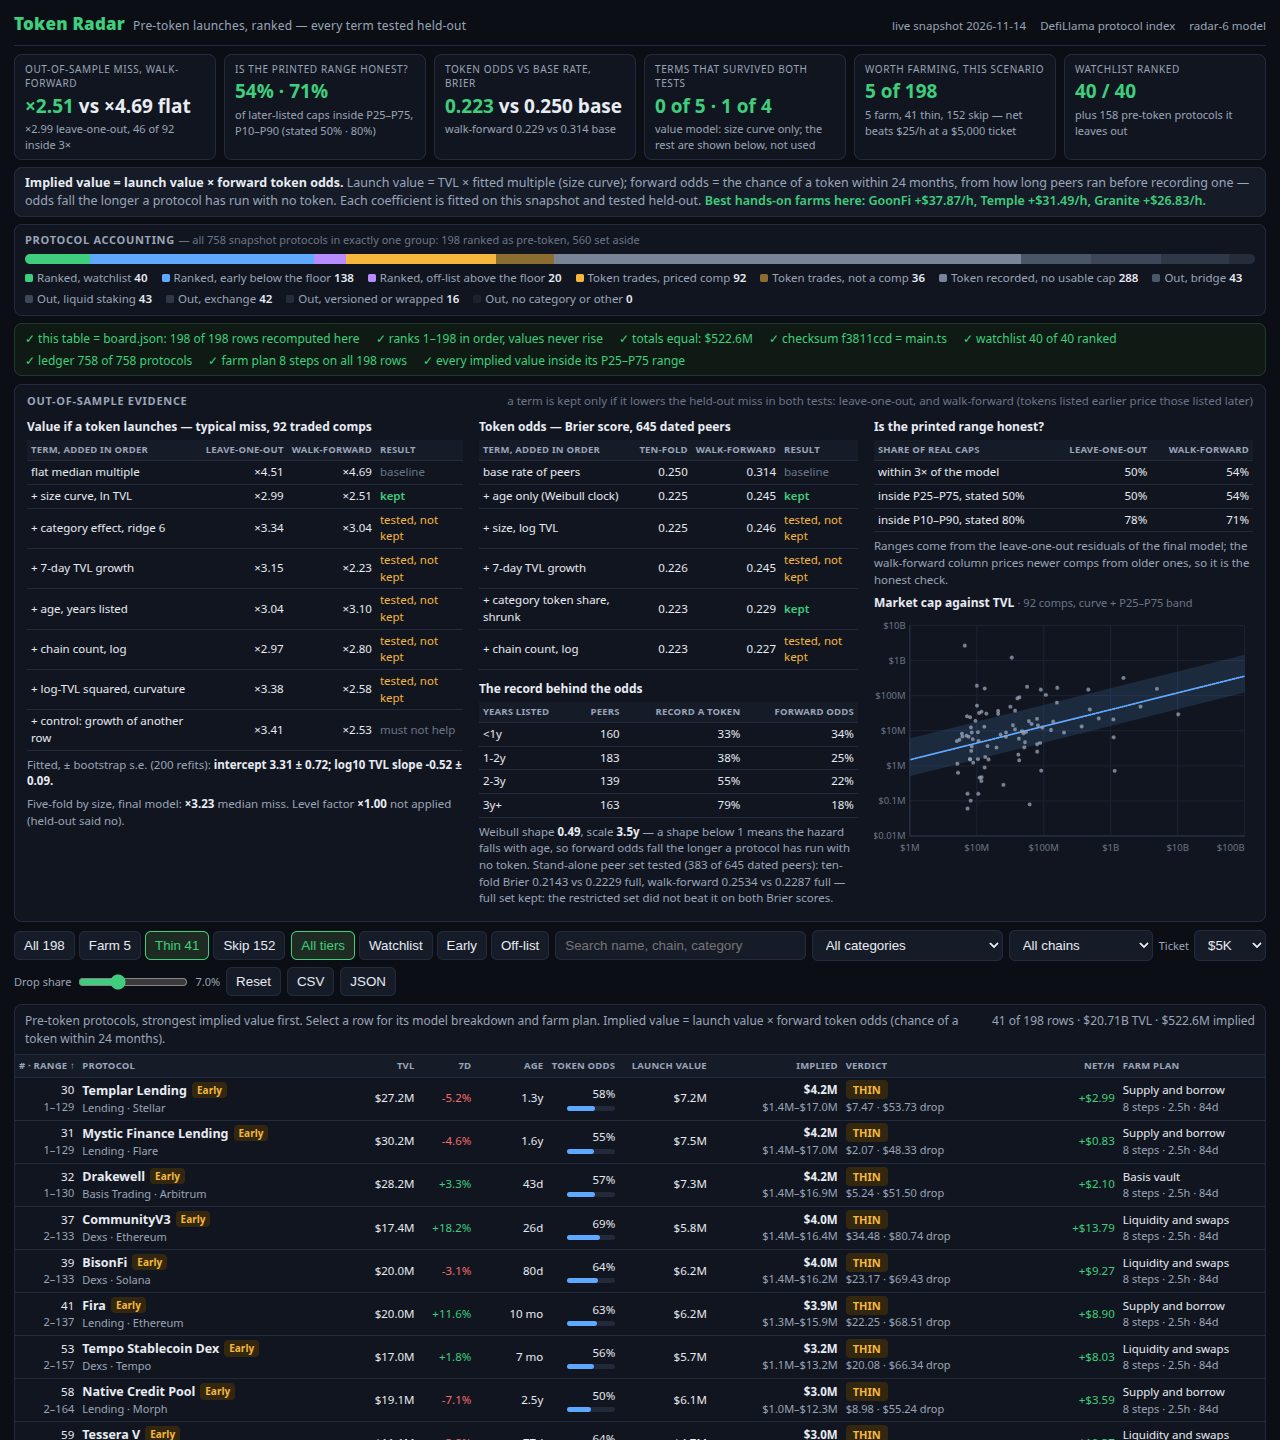 Token Radar Pre-token launches, ranked — every term tested held-out
live snapshot 2026-11-14 DefiLlama protocol index radar-6 model
OUT-OF-SAMPLE MISS, WALK-
FORWARD
×2.51 vs ×4.69 flat
×2.99 leave-one-out, 46 of 92
inside 3×
IS THE PRINTED RANGE HONEST?
54% · 71%
of later-listed caps inside P25–P75,
P10–P90 (stated 50% · 80%)
TOKEN ODDS VS BASE RATE,
BRIER
0.223 vs 0.250 base
walk-forward 0.229 vs 0.314 base
TERMS THAT SURVIVED BOTH
TESTS
0 of 5 · 1 of 4
value model: size curve only; the
rest are shown below, not used
WORTH FARMING, THIS SCENARIO
5 of 198
5 farm, 41 thin, 152 skip — net
beats $25/h at a $5,000 ticket
WATCHLIST RANKED
40 / 40
plus 158 pre-token protocols it
leaves out
Implied value = launch value × forward token odds. Launch value = TVL × fitted multiple (size curve); forward odds = the chance of a token within 24 months, from how long peers ran before recording one —
odds fall the longer a protocol has run with no token. Each coefficient is fitted on this snapshot and tested held-out. Best hands-on farms here: GoonFi +$37.87/h, Temple +$31.49/h, Granite +$26.83/h.
PROTOCOL ACCOUNTING — all 758 snapshot protocols in exactly one group: 198 ranked as pre-token, 560 set aside
Ranked, watchlist 40 Ranked, early below the floor 138 Ranked, off-list above the floor 20 Token trades, priced comp 92 Token trades, not a comp 36 Token recorded, no usable cap 288 Out, bridge 43
Out, liquid staking 43 Out, exchange 42 Out, versioned or wrapped 16 Out, no category or other 0
✓ this table = board.json: 198 of 198 rows recomputed here ✓ ranks 1–198 in order, values never rise ✓ totals equal: $522.6M ✓ checksum f3811ccd = main.ts ✓ watchlist 40 of 40 ranked
✓ ledger 758 of 758 protocols ✓ farm plan 8 steps on all 198 rows ✓ every implied value inside its P25–P75 range
OUT-OF-SAMPLE EVIDENCE
a term is kept only if it lowers the held-out miss in both tests: leave-one-out, and walk-forward (tokens listed earlier price those listed later)
Value if a token launches — typical miss, 92 traded comps
TERM, ADDED IN ORDER LEAVE-ONE-OUT WALK-FORWARD RESULT
flat median multiple ×4.51 ×4.69 baseline
+ size curve, ln TVL ×2.99 ×2.51 kept
+ category effect, ridge 6 ×3.34 ×3.04 tested, not
kept
+ 7-day TVL growth ×3.15 ×2.23 tested, not
kept
+ age, years listed ×3.04 ×3.10 tested, not
kept
+ chain count, log ×2.97 ×2.80 tested, not
kept
+ log-TVL squared, curvature ×3.38 ×2.58 tested, not
kept
+ control: growth of another
row ×3.41 ×2.53 must not help
Fitted, ± bootstrap s.e. (200 refits): intercept 3.31 ± 0.72; log10 TVL slope -0.52 ±
0.09.
Five-fold by size, final model: ×3.23 median miss. Level factor ×1.00 not applied
(held-out said no).
Token odds — Brier score, 645 dated peers
TERM, ADDED IN ORDER TEN-FOLD WALK-FORWARD RESULT
base rate of peers 0.250 0.314 baseline
+ age only (Weibull clock) 0.225 0.245 kept
+ size, log TVL 0.225 0.246 tested, not
kept
+ 7-day TVL growth 0.226 0.245 tested, not
kept
+ category token share,
shrunk 0.223 0.229 kept
+ chain count, log 0.223 0.227 tested, not
kept
The record behind the odds
YEARS LISTED PEERS RECORD A TOKEN FORWARD ODDS
<1y 160 33% 34%
1-2y 183 38% 25%
2-3y 139 55% 22%
3y+ 163 79% 18%
Weibull shape 0.49, scale 3.5y — a shape below 1 means the hazard
falls with age, so forward odds fall the longer a protocol has run with
no token. Stand-alone peer set tested (383 of 645 dated peers): ten-
fold Brier 0.2143 vs 0.2229 full, walk-forward 0.2534 vs 0.2287 full —
full set kept: the restricted set did not beat it on both Brier scores.
Is the printed range honest?
SHARE OF REAL CAPS LEAVE-ONE-OUT WALK-FORWARD
within 3× of the model 50% 54%
inside P25–P75, stated 50% 50% 54%
inside P10–P90, stated 80% 78% 71%
Ranges come from the leave-one-out residuals of the final model; the
walk-forward column prices newer comps from older ones, so it is the
honest check.
Market cap against TVL · 92 comps, curve + P25–P75 band
$10B
$1B
$100M
$10M
$1M
$0.1M
$0.01M
$1M $10M $100M $1B $10B $100B
All 198 Farm 5 Thin 41 Skip 152 All tiers Watchlist Early Off-list Search name, chain, category All categories All chains Ticket $5K
Drop share 7.0% Reset CSV JSON
Pre-token protocols, strongest implied value first. Select a row for its model breakdown and farm plan. Implied value = launch value × forward token odds (chance of a
token within 24 months).
41 of 198 rows · $20.71B TVL · $522.6M implied
# · RANGE ↑ PROTOCOL TVL 7D AGE TOKEN ODDS LAUNCH VALUE IMPLIED VERDICT NET/H FARM PLAN
30 Templar Lending Early $27.2M -5.2% 1.3y 58% $7.2M $4.2M THIN +$2.99 Supply and borrow
1–129 Lending · Stellar $1.4M–$17.0M $7.47 · $53.73 drop 8 steps · 2.5h · 84d
31 Mystic Finance Lending Early $30.2M -4.6% 1.6y 55% $7.5M $4.2M THIN +$0.83 Supply and borrow
1–129 Lending · Flare $1.4M–$17.0M $2.07 · $48.33 drop 8 steps · 2.5h · 84d
32 Drakewell Early $28.2M +3.3% 43d 57% $7.3M $4.2M THIN +$2.10 Basis vault
1–130 Basis Trading · Arbitrum $1.4M–$16.9M $5.24 · $51.50 drop 8 steps · 2.5h · 84d
37 CommunityV3 Early $17.4M +18.2% 26d 69% $5.8M $4.0M THIN +$13.79 Liquidity and swaps
2–133 Dexs · Ethereum $1.4M–$16.4M $34.48 · $80.74 drop 8 steps · 2.5h · 84d
39 BisonFi Early $20.0M -3.1% 80d 64% $6.2M $4.0M THIN +$9.27 Liquidity and swaps
2–133 Dexs · Solana $1.4M–$16.2M $23.17 · $69.43 drop 8 steps · 2.5h · 84d
41 Fira Early $20.0M +11.6% 10 mo 63% $6.2M $3.9M THIN +$8.90 Supply and borrow
2–137 Lending · Ethereum $1.3M–$15.9M $22.25 · $68.51 drop 8 steps · 2.5h · 84d
53 Tempo Stablecoin Dex Early $17.0M +1.8% 7 mo 56% $5.7M $3.2M THIN +$8.03 Liquidity and swaps
2–157 Dexs · Tempo $1.1M–$13.2M $20.08 · $66.34 drop 8 steps · 2.5h · 84d
58 Native Credit Pool Early $19.1M -7.1% 2.5y 50% $6.1M $3.0M THIN +$3.59 Supply and borrow
2–164 Lending · Morph $1.0M–$12.3M $8.98 · $55.24 drop 8 steps · 2.5h · 84d
59 Tessera V Early 64% $3.0M THIN Liquidity and swaps